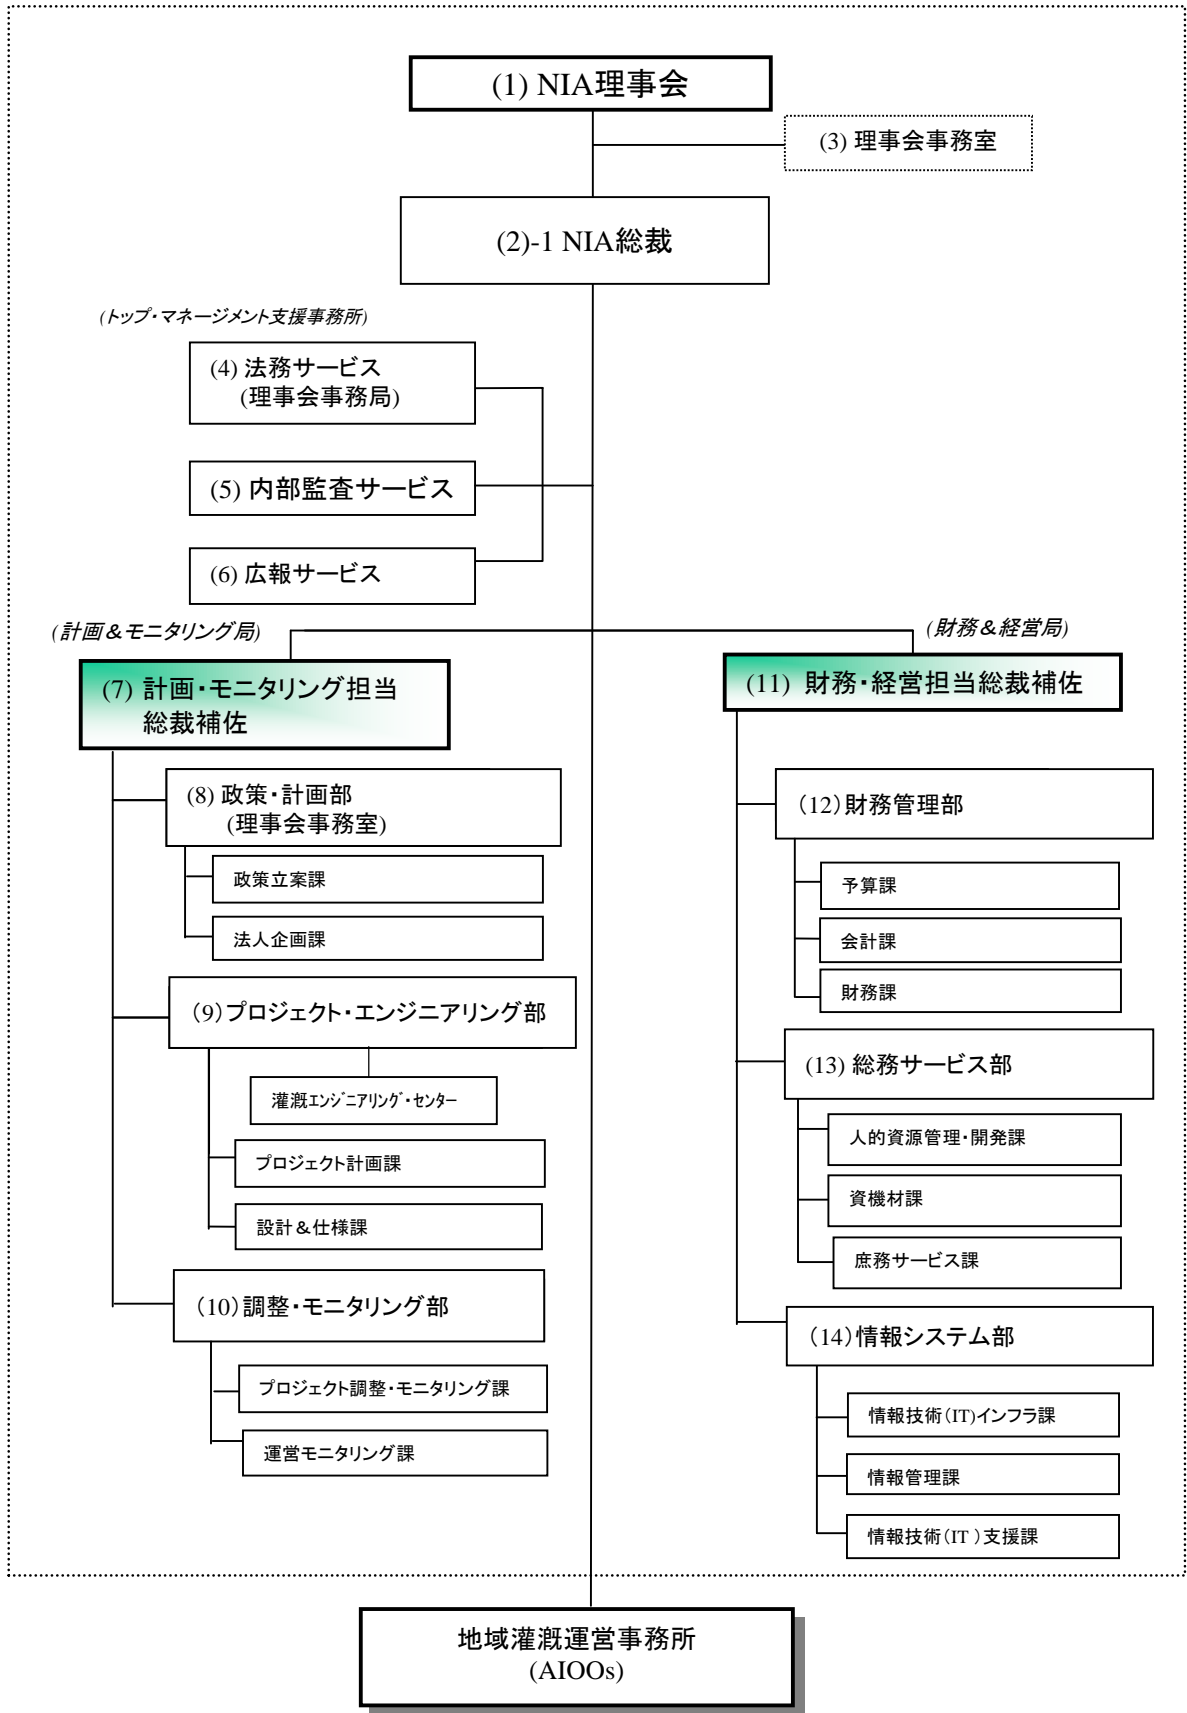 (1) NIA理事会
(3) 理事会事務室
(2)-1 NIA総裁
(トップ・マネージメント支援事務所)
(4) 法務サービス
(理事会事務局)
(5) 内部監査サービス
(6) 広報サービス
(計画＆モニタリング局)
(7) 計画・モニタリング担当
総裁補佐
(8) 政策・計画部
(理事会事務室)
政策立案課
法人企画課
(9)プロジェクト・エンジニアリング部
灌漑ｴﾝｼﾞﾆｱﾘﾝｸﾞ・ｾﾝﾀｰ
プロジェクト計画課
設計＆仕様課
(10)調整・モニタリング部
プロジェクト調整・モニタリング課
運営モニタリング課
(財務＆経営局)
(11) 財務・経営担当総裁補佐
(12)財務管理部
予算課
会計課
財務課
(13) 総務サービス部
人的資源管理・開発課
資機材課
庶務サービス課
(14)情報システム部
情報技術(IT)インフラ課
情報管理課
情報技術(IT )支援課
地域灌漑運営事務所
(AIOOs)